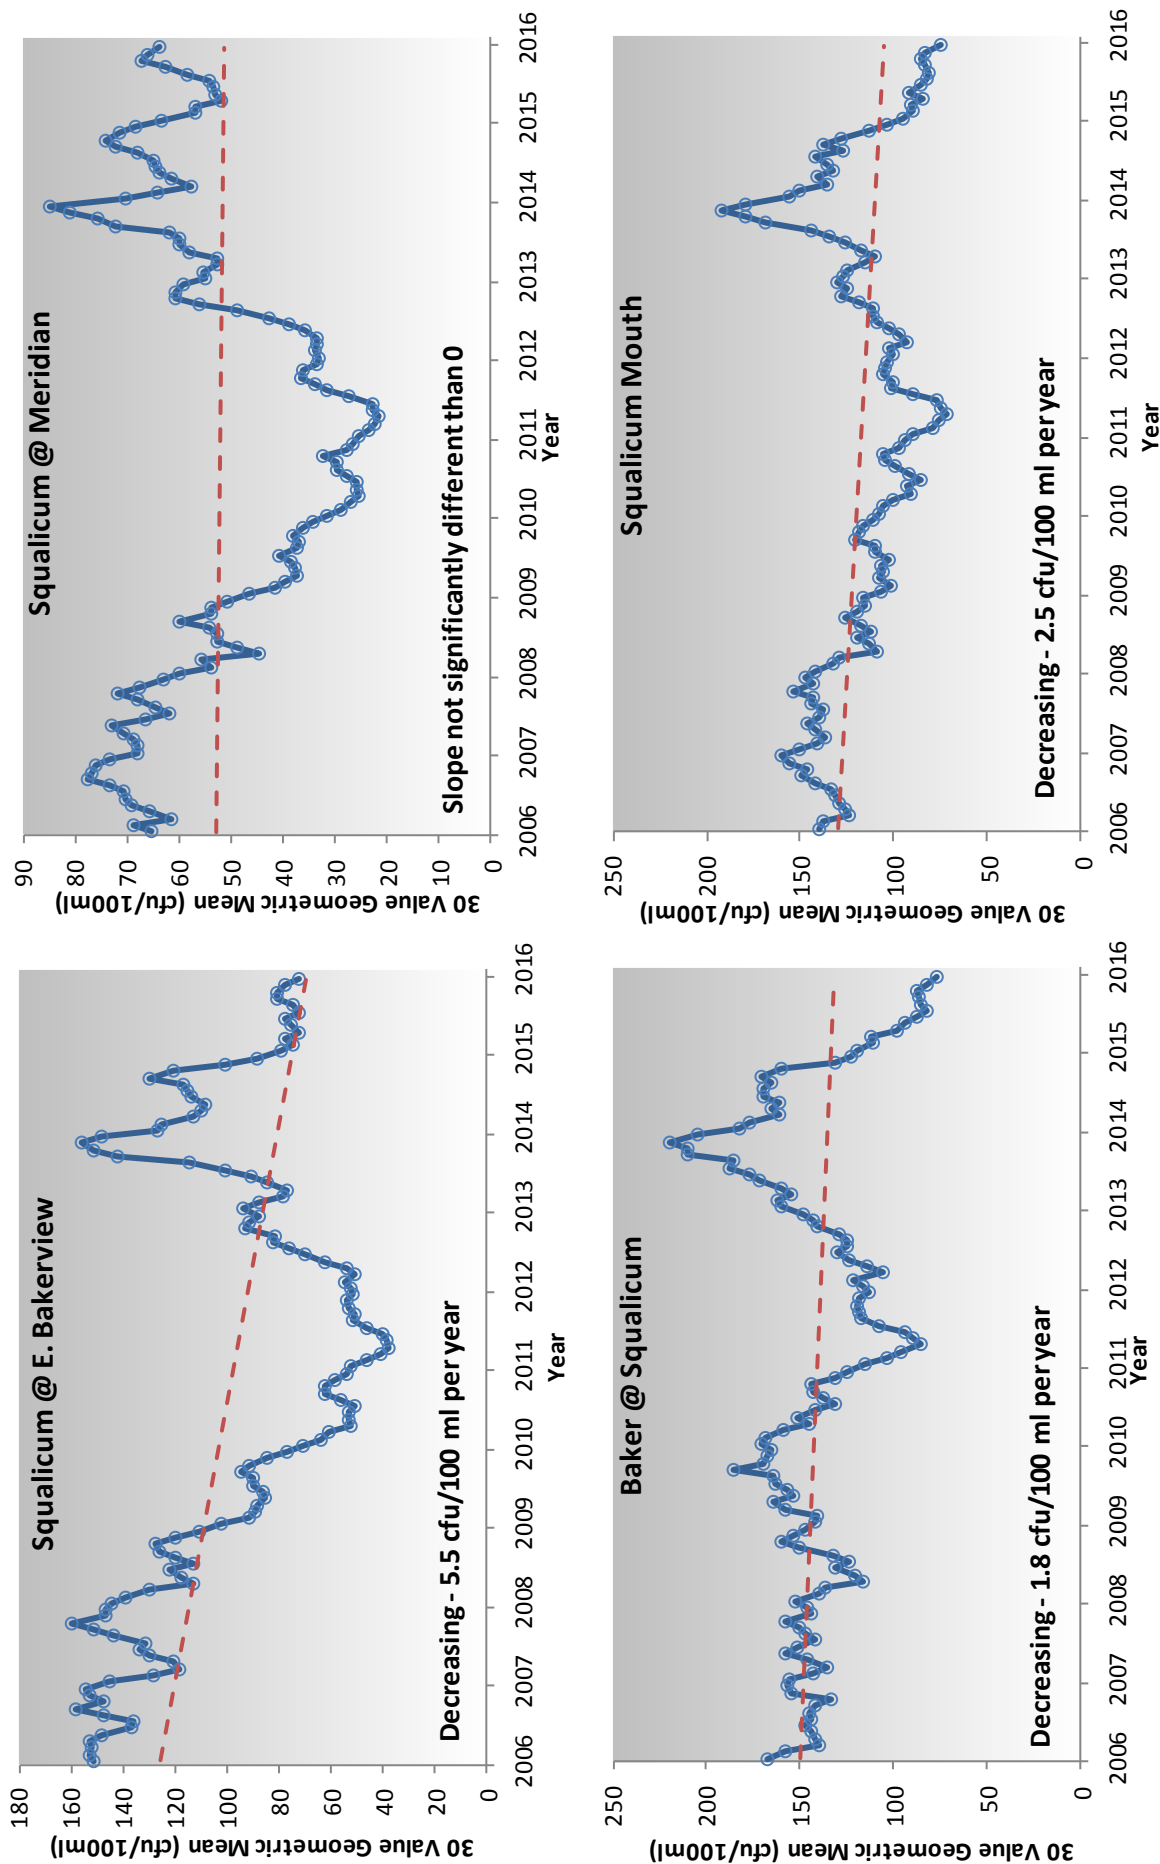 Squalicum @ E. Bakerview
30 Value Geometric Mean (cfu/100ml)
180
160
140
120
100
80
60
40
20
0
Decreasing - 5.5 cfu/100 ml per year
2006 2007 2008 2009 2010 2011 2012 2013 2014 2015 2016
Year
Squalicum @ Meridian
30 Value Geometric Mean (cfu/100ml)
90
80
70
60
50
40
30
20
10
0
Slope not significantly different than 0
2006 2007 2008 2009 2010 2011 2012 2013 2014 2015 2016
Year
Baker @ Squalicum
30 Value Geometric Mean (cfu/100ml)
250
200
150
100
50
0
Decreasing - 1.8 cfu/100 ml per year
2006 2007 2008 2009 2010 2011 2012 2013 2014 2015 2016
Year
Squalicum Mouth
30 Value Geometric Mean (cfu/100ml)
250
200
150
100
50
0
Decreasing - 2.5 cfu/100 ml per year
2006 2007 2008 2009 2010 2011 2012 2013 2014 2015 2016
Year